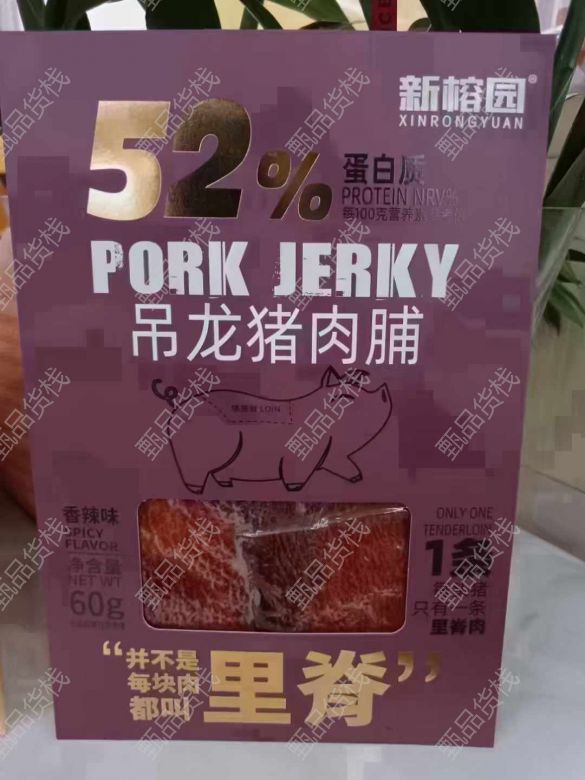 新榕园®
XINRONGYUAN
52%
蛋白质
PROTEIN NRV%
PORK JERKY
吊龙猪肉脯
LOIN
香辣味
SPICY
FLAVOR
净含量
NET WT
60g
ONLY ONE
TENDERLOIN
1条
只有一条
里脊肉
“并不是
每块肉
都叫
里脊”
甄品货栈